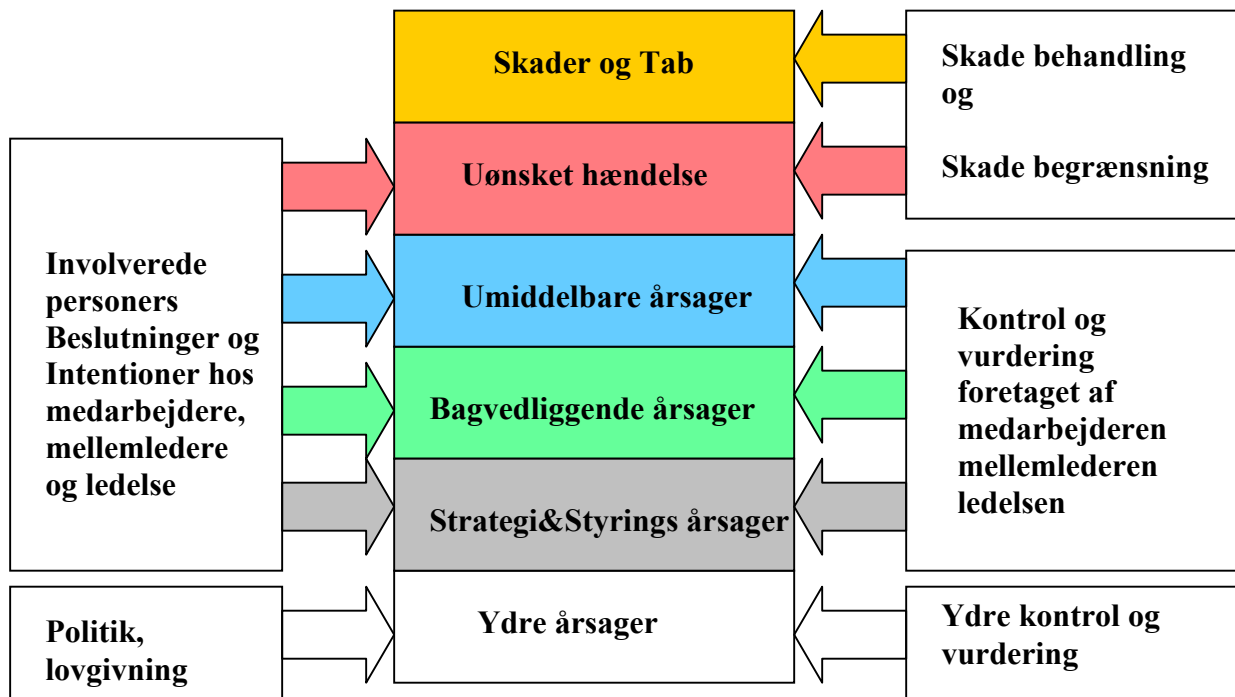 Skader og Tab
Uønsket hændelse
Umiddelbare årsager
Bagvedliggende årsager
Strategi&Styrings årsager
Ydre årsager
Involverede
personers
Beslutninger og
Intentioner hos
medarbejdere,
mellemledere
og ledelse
Politik,
lovgivning
Skade behandling
og
Skade begrænsning
Kontrol og
vurdering
foretaget af
medarbejderen
mellemlederen
ledelsen
Ydre kontrol og
vurdering